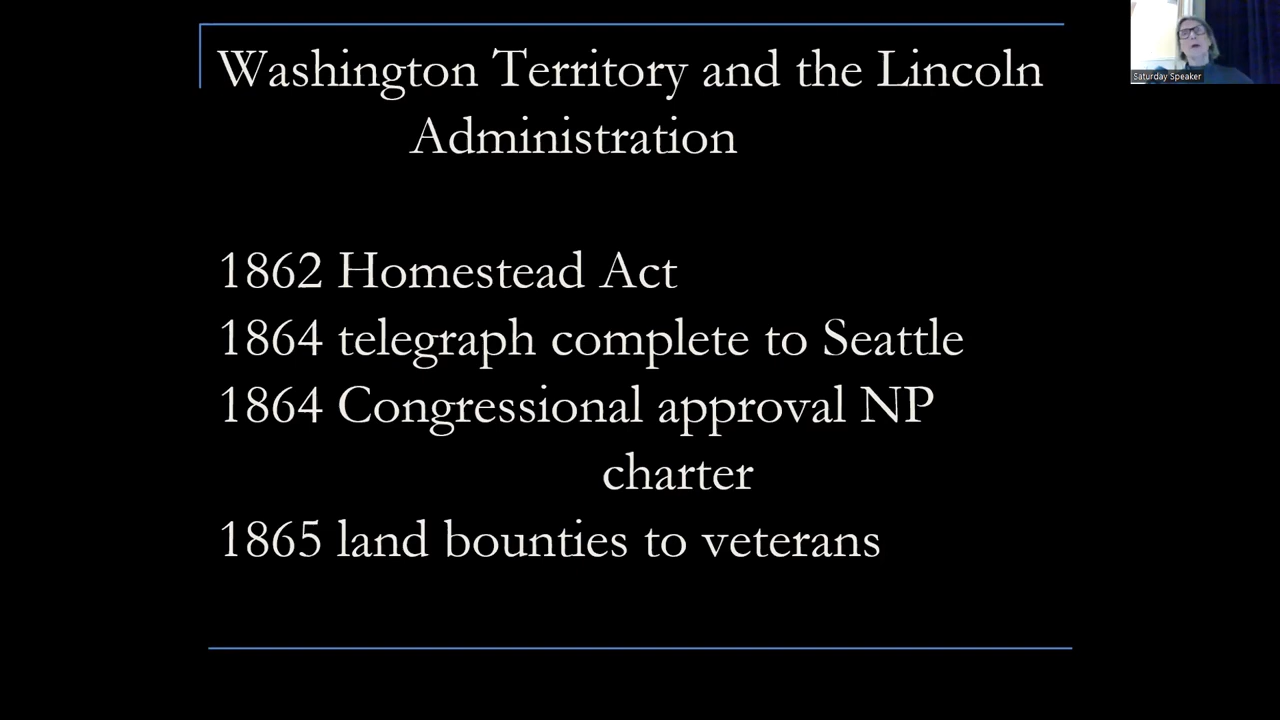 Washington Territory and the Lincoln
Administration
1862 Homestead Act
1864 telegraph complete to Seattle
1864 Congressional approval NP
charter
1865 land bounties to veterans
Saturday Speaker